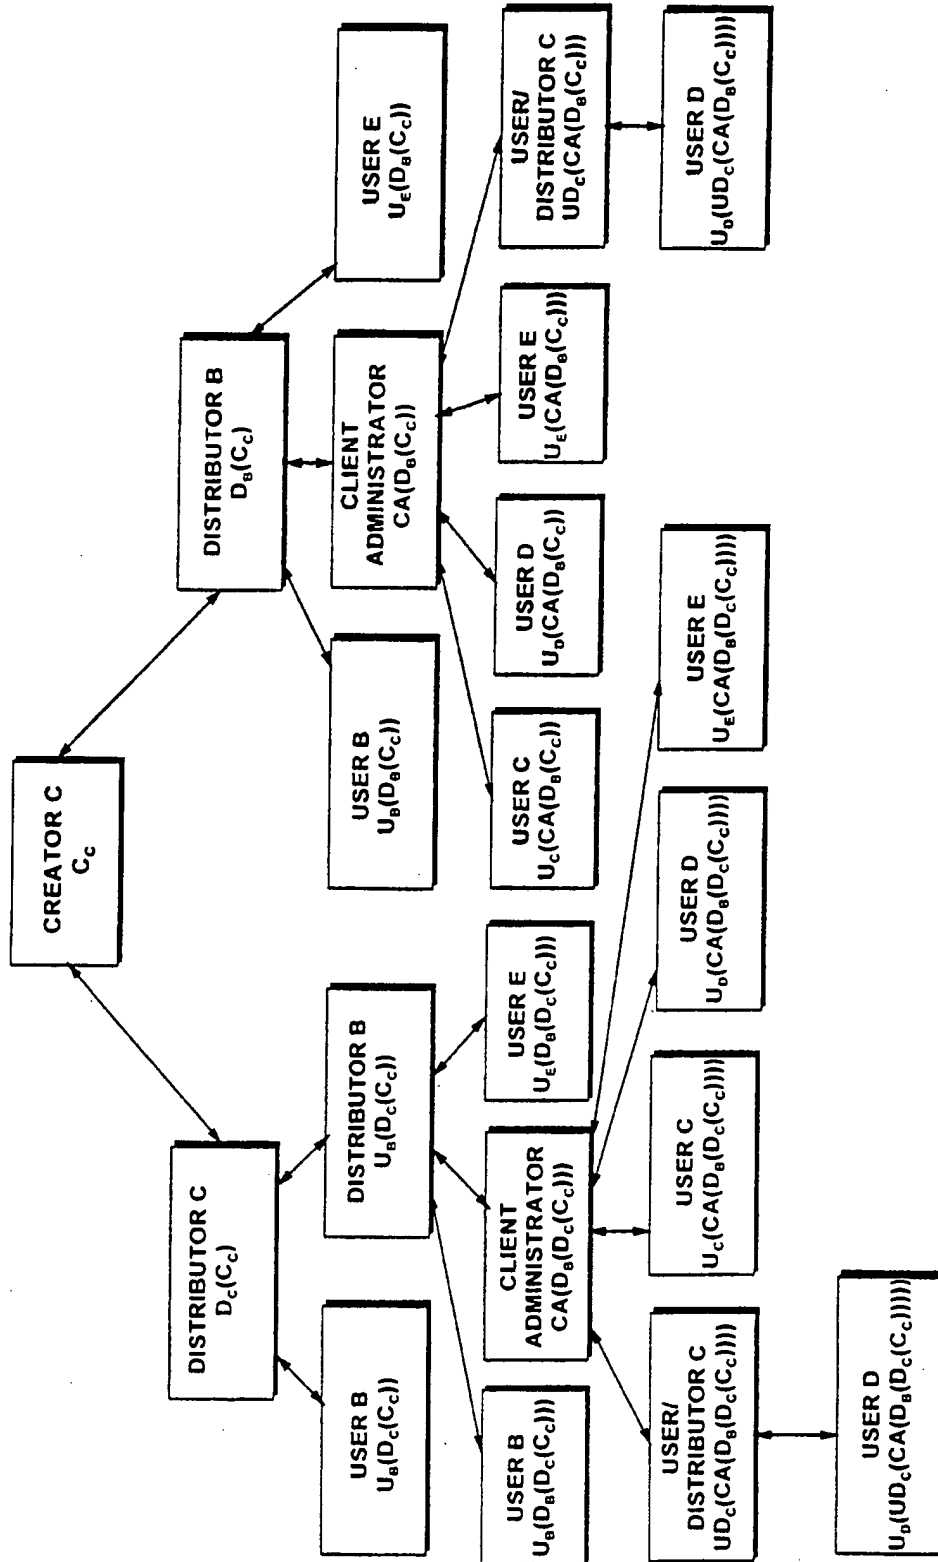 CREATOR C
C_C
DISTRIBUTOR C
D_C(C_C)
DISTRIBUTOR B
D_B(C_C)
USER B
U_B(D_C(C_C))
DISTRIBUTOR B
U_B(D_C(C_C))
USER B
U_B(D_B(C_C))
CLIENT
ADMINISTRATOR
CA(D_B(C_C))
USER E
U_E(D_B(C_C))
USER B
U_B(D_B(D_C(C_C)))
CLIENT
ADMINISTRATOR
CA(D_B(D_C(C_C)))
USER E
U_E(D_B(D_C(C_C)))
USER C
U_C(CA(D_B(C_C))
USER D
U_D(CA(D_B(C_C))
USER E
U_E(CA(D_B(C_C)))
USER/
DISTRIBUTOR C
UD_C(CA(D_B(C_C)))
USER/
DISTRIBUTOR C
UD_C(CA(D_B(D_C(C_C))))
USER C
U_C(CA(D_B(D_C(C_C))))
USER D
U_D(CA(D_B(D_C(C_C))))
USER E
U_E(CA(D_B(D_C(C_C))))
USER D
U_D(UD_C(CA(D_B(C_C))))
USER D
U_D(UD_C(CA(D_B(D_C(C_C)))))